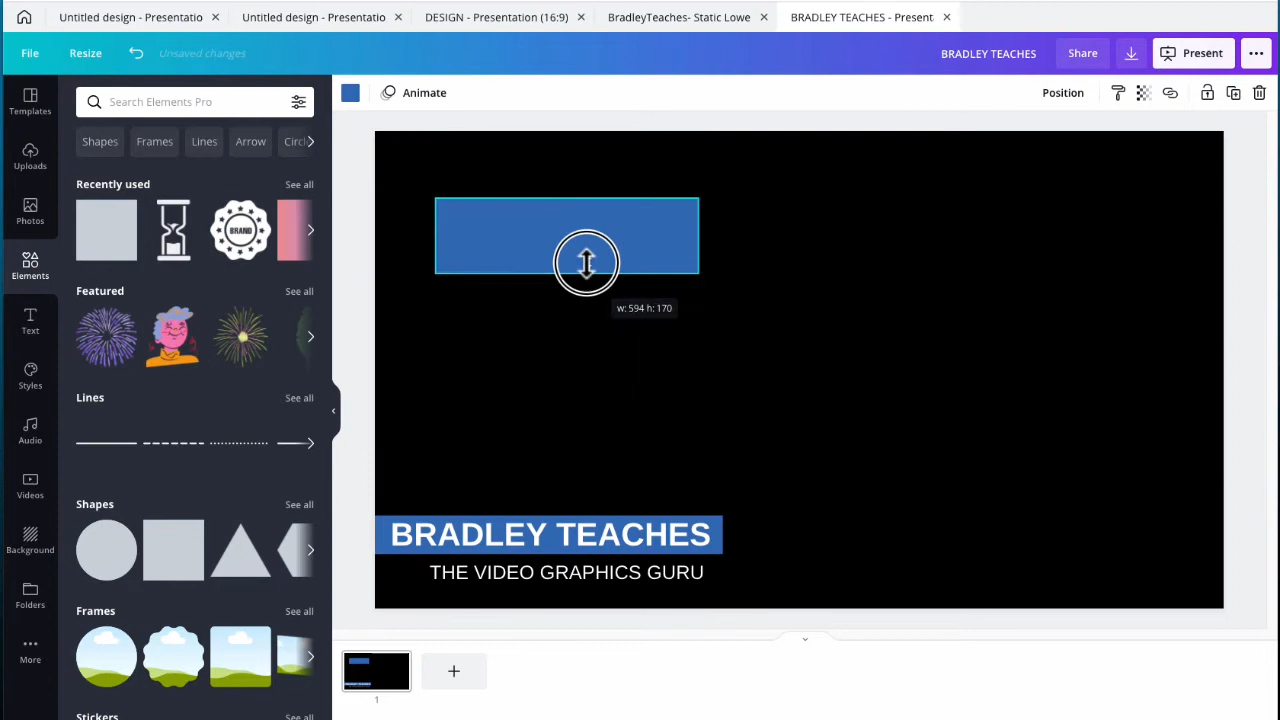 Untitled design - Presentatio
Untitled design - Presentatio
DESIGN - Presentation (16:9)
BradleyTeaches- Static Lowe
BRADLEY TEACHES - Present
File
Resize
Unsaved changes
BRADLEY TEACHES
Share
Present
Templates
Uploads
Photos
Elements
Text
Styles
Audio
Videos
Background
Folders
More
Search Elements Pro
Shapes
Frames
Lines
Arrow
Circl
Recently used
See all
BRAND
Featured
See all
Lines
See all
Shapes
See all
Frames
See all
Stickers
See all
Animate
Position
w: 594 h: 170
BRADLEY TEACHES
THE VIDEO GRAPHICS GURU
1